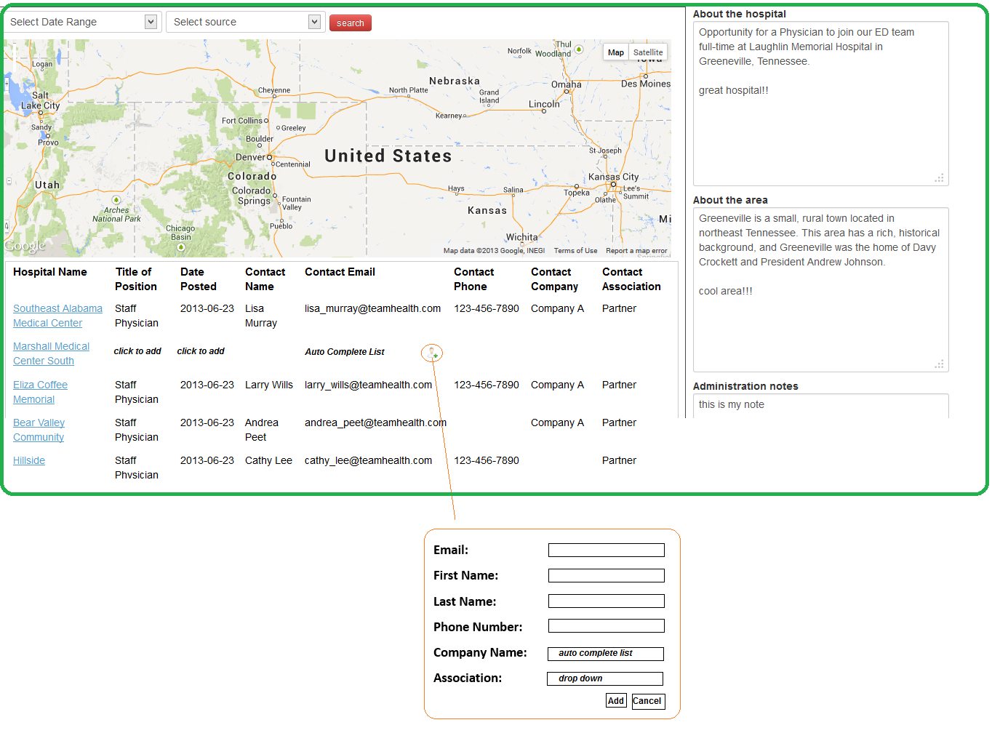 Select Date Range
Select source
search
Map
Satellite
Logan
Salt
Lake City
Sandy
Provo
Utah
Arches
National Park
Cheyenne
Fort Collins
Greeley
Boulder
Denver
Centennial
Colorado
Colorado
Springs
Fountain
Valley
Pueblo
Chicago
Basin
Norfolk
Thul
Woodland
Iowa
Nebraska
North Platte
Grand
Island
Omaha
Des Moines
Lincoln
Kearney
United States
St Joseph
Kansas City
Lee's
Summit
Hays
Salina
Topeka
Olathe
Kansas
Mi
Wichita
Google
Map data ©2013 Google, INEGI
Terms of Use
Report a map error
Hospital Name
Title of
Position
Date
Posted
Contact
Name
Contact Email
Contact
Phone
Contact
Company
Contact
Association
Southeast Alabama
Medical Center
Staff
Physician
2013-06-23
Lisa
Murray
lisa_murray@teamhealth.com
123-456-7890
Company A
Partner
Marshall Medical
Center South
click to add
click to add
Auto Complete List
Eliza Coffee
Memorial
Staff
Physician
2013-06-23
Larry Wills
larry_wills@teamhealth.com
123-456-7890
Company A
Partner
Bear Valley
Community
Staff
Physician
2013-06-23
Andrea
Peet
andrea_peet@teamhealth.com
Company A
Partner
Hillside
Staff
Physician
2013-06-23
Cathy Lee
cathy_lee@teamhealth.com
123-456-7890
Partner
About the hospital
Opportunity for a Physician to join our ED team
full-time at Laughlin Memorial Hospital in
Greeneville, Tennessee.
great hospital!!
About the area
Greeneville is a small, rural town located in
northeast Tennessee. This area has a rich, historical
background, and Greeneville was the home of Davy
Crockett and President Andrew Johnson.
cool area!!!
Administration notes
this is my note
Email:
First Name:
Last Name:
Phone Number:
Company Name:
auto complete list
Association:
drop down
Add
Cancel